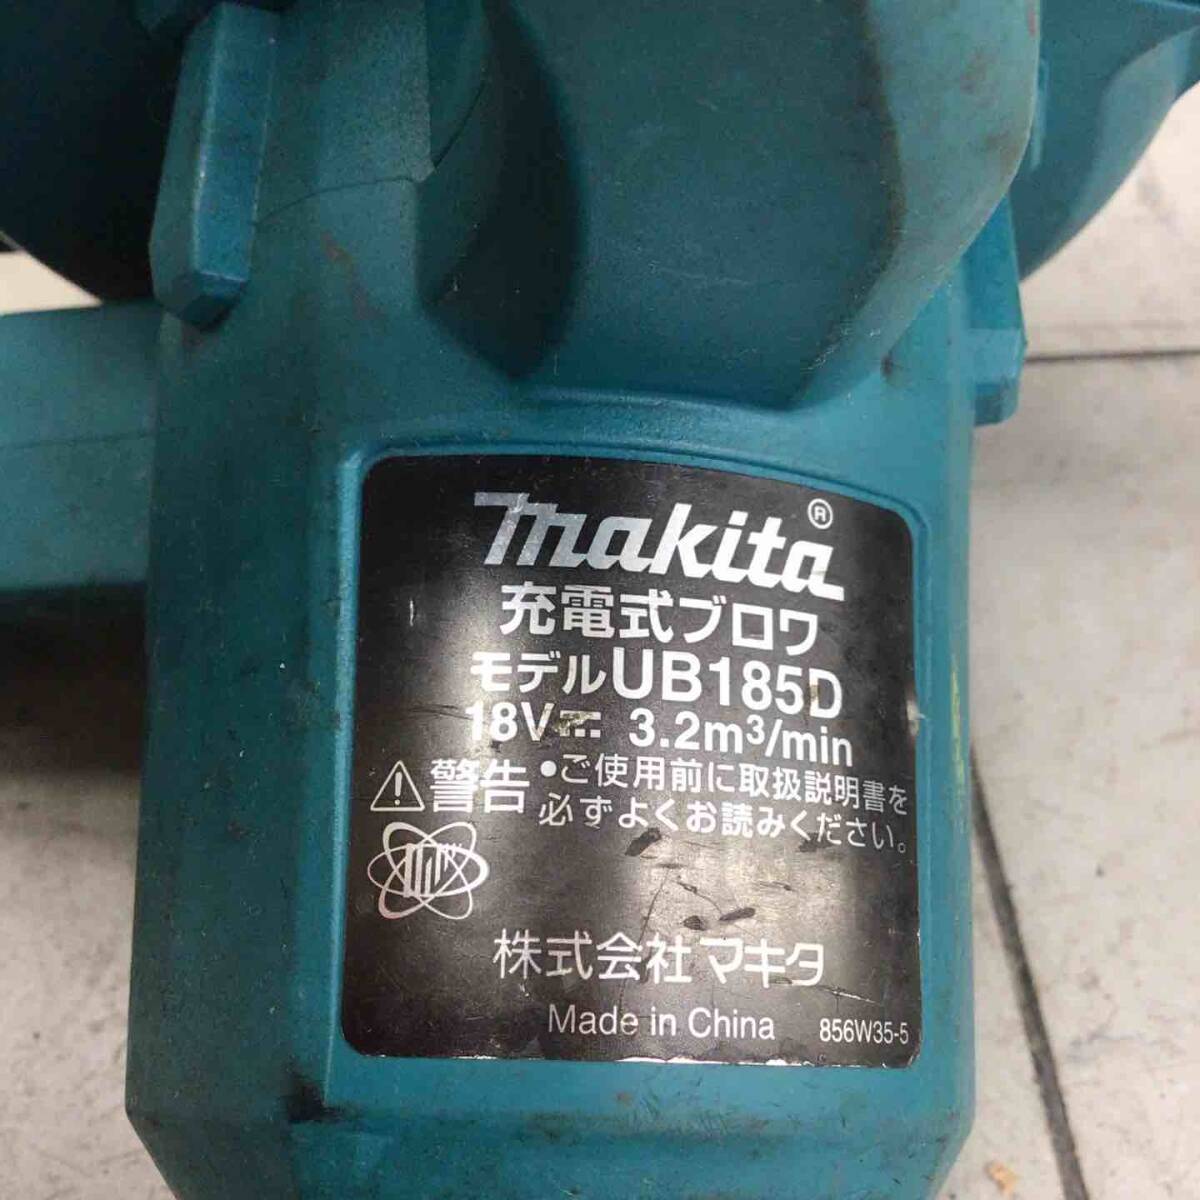 makita®
充電式ブロワ
モデルUB185D
18V⎓ 3.2m³/min
⚠警告 •ご使用前に取扱説明書を
必ずよくお読みください。
株式会社マキタ
Made in China 856W35-5